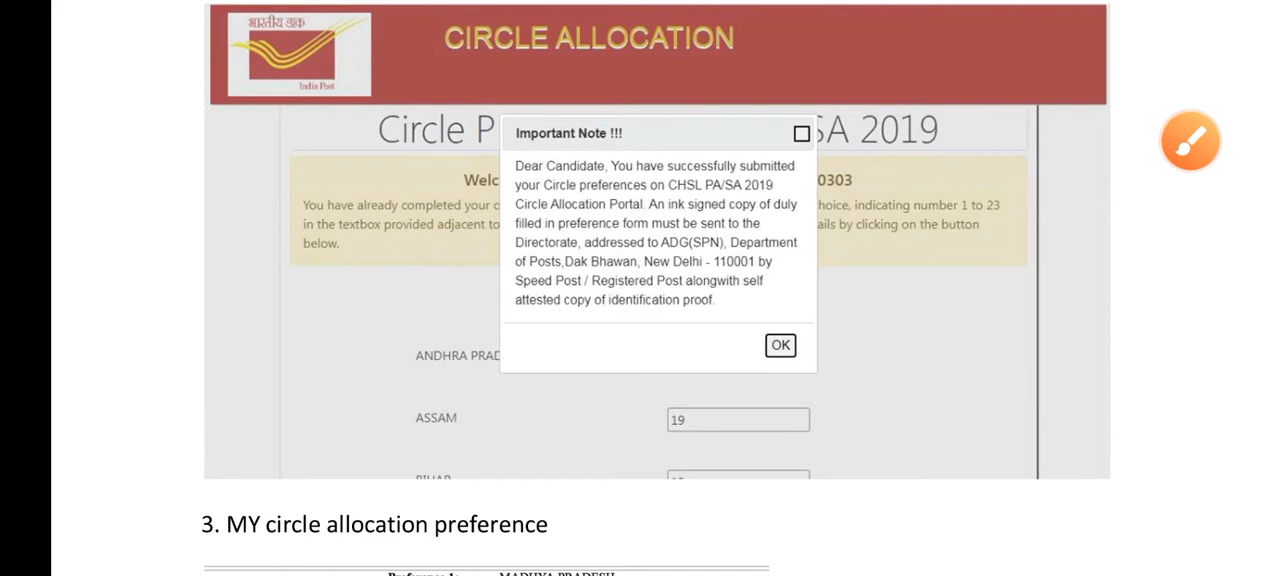 भारतीय डाक
India Post
CIRCLE ALLOCATION
Circle P SA 2019
Important Note !!!
Dear Candidate, You have successfully submitted
your Circle preferences on CHSL PA/SA 2019
Circle Allocation Portal. An ink signed copy of duly
filled in preference form must be sent to the
Directorate, addressed to ADG(SPN), Department
of Posts,Dak Bhawan, New Delhi - 110001 by
Speed Post / Registered Post alongwith self
attested copy of identification proof.
OK
Welc 0303
You have already completed your c hoice, indicating number 1 to 23
in the textbox provided adjacent to ails by clicking on the button
below.
ANDHRA PRAD
ASSAM 19
BIHAR
3. MY circle allocation preference
Preference 1: MADHYA PRADESH